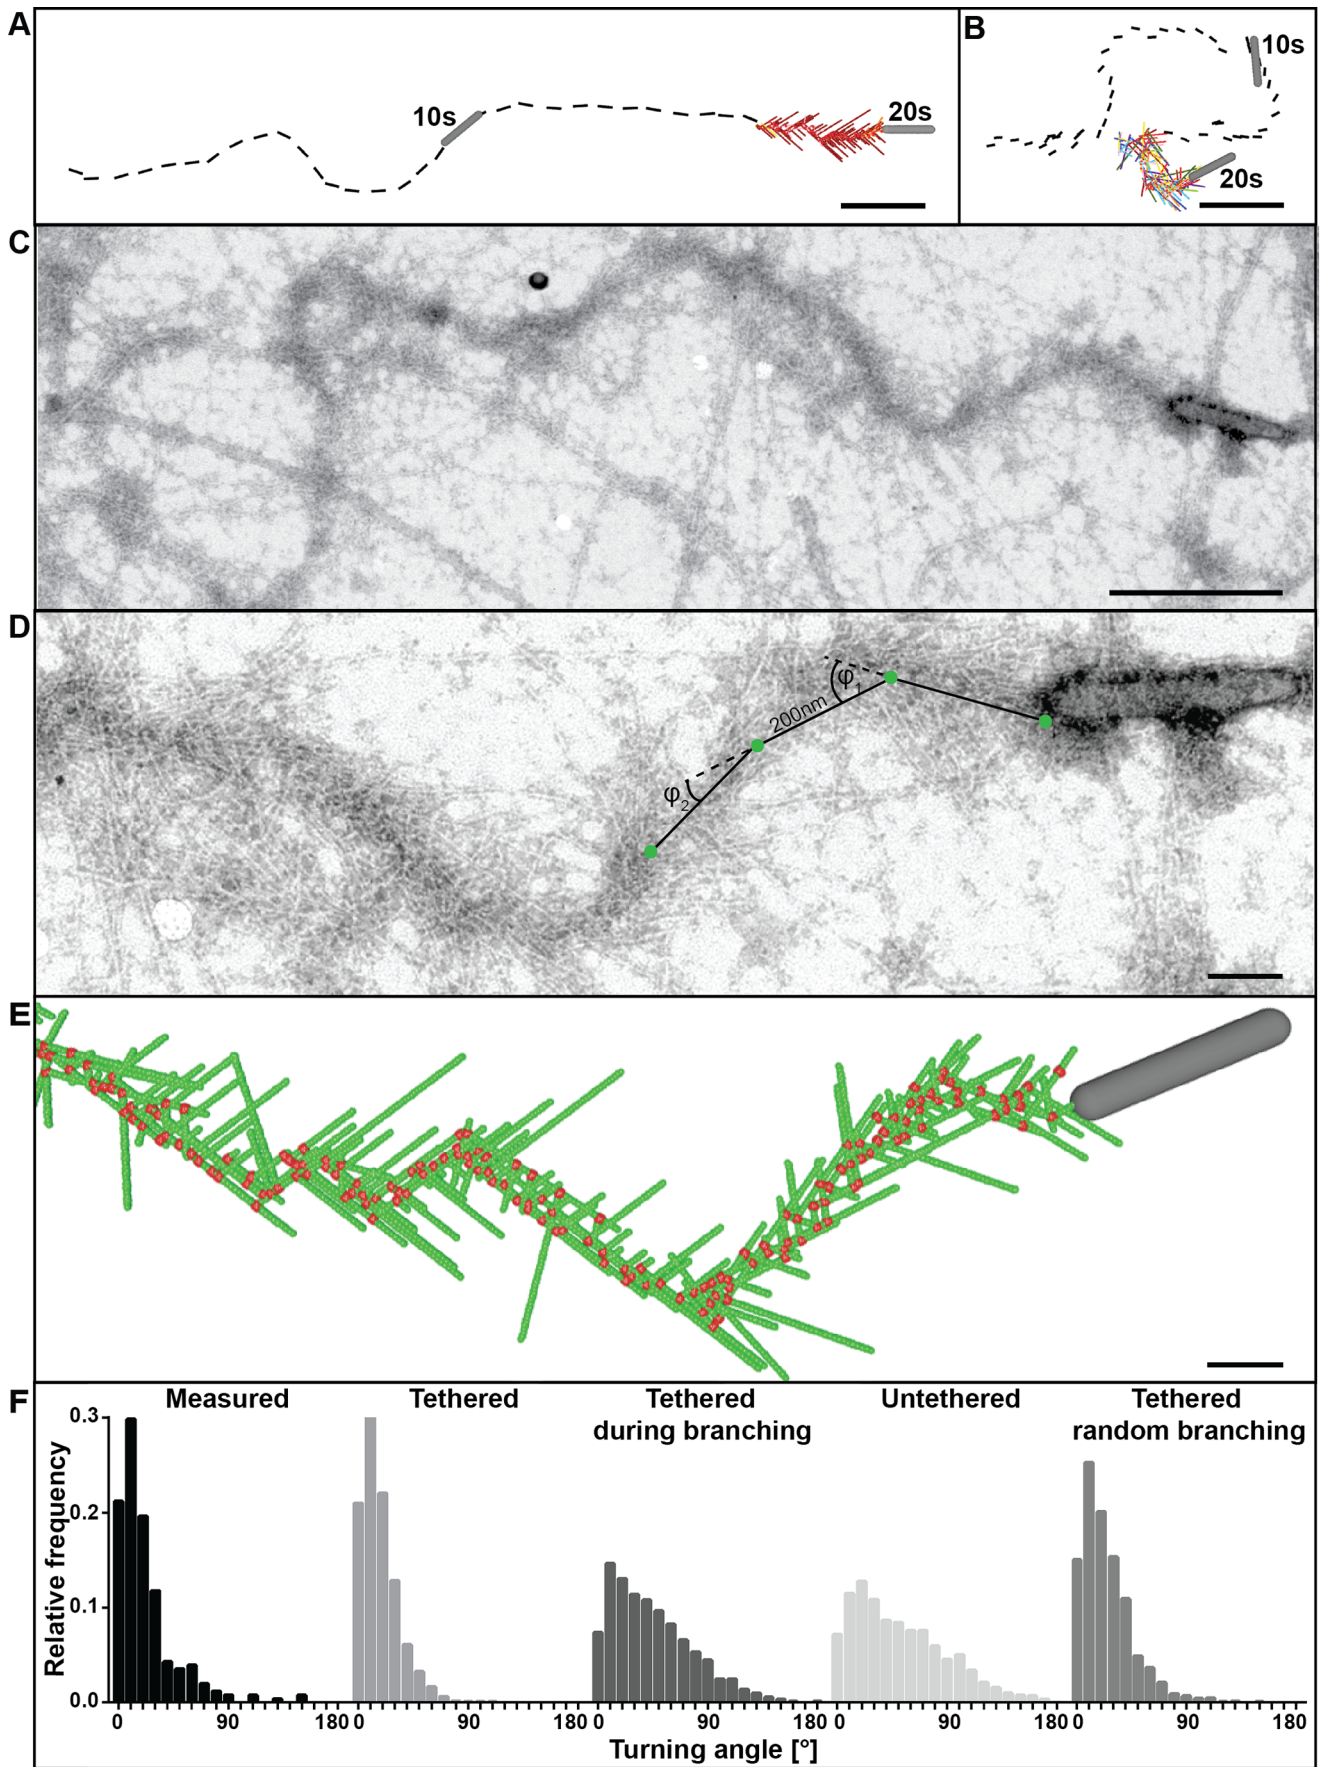 A
10s
20s
B
10s
20s
C
D
φ1
200nm
φ2
E
F
Measured
Tethered
Tethered
during branching
Untethered
Tethered
random branching
Relative frequency
0.3
0.2
0.1
0.0
0 90 180 0 90 180 0 90 180 0 90 180 0 90 180
Turning angle [°]